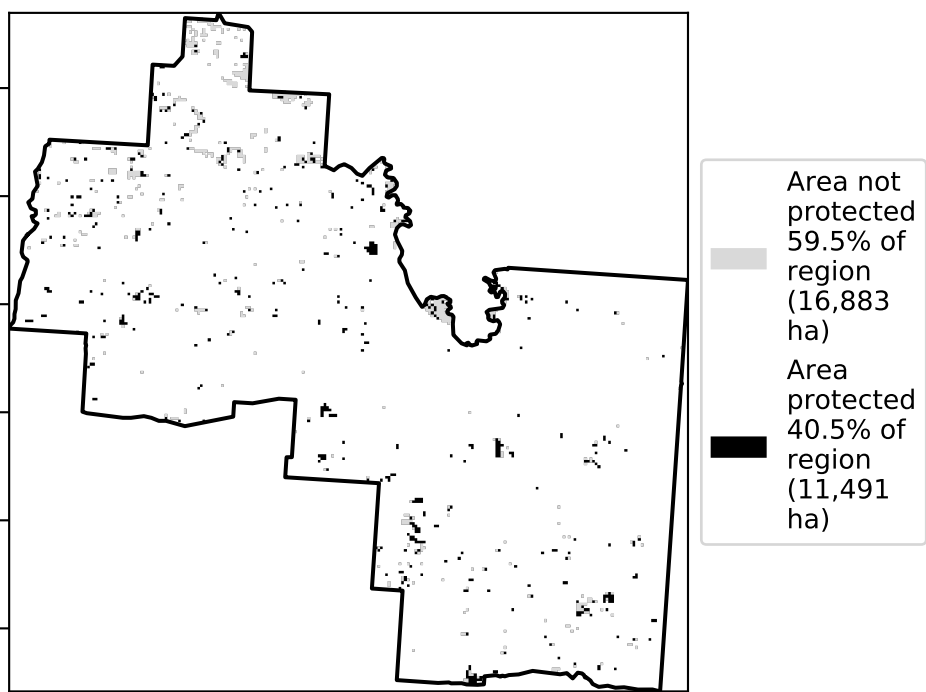 Area not
protected
59.5% of
region
(16,883
ha)
Area
protected
40.5% of
region
(11,491
ha)